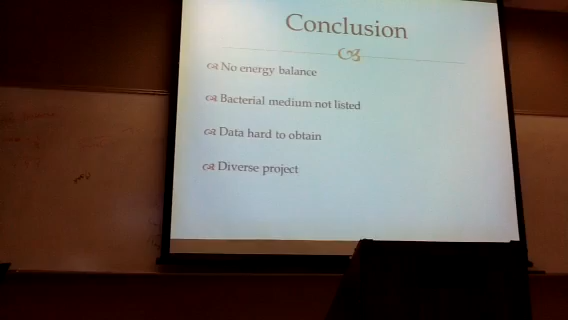 Conclusion
No energy balance
Bacterial medium not listed
Data hard to obtain
Diverse project